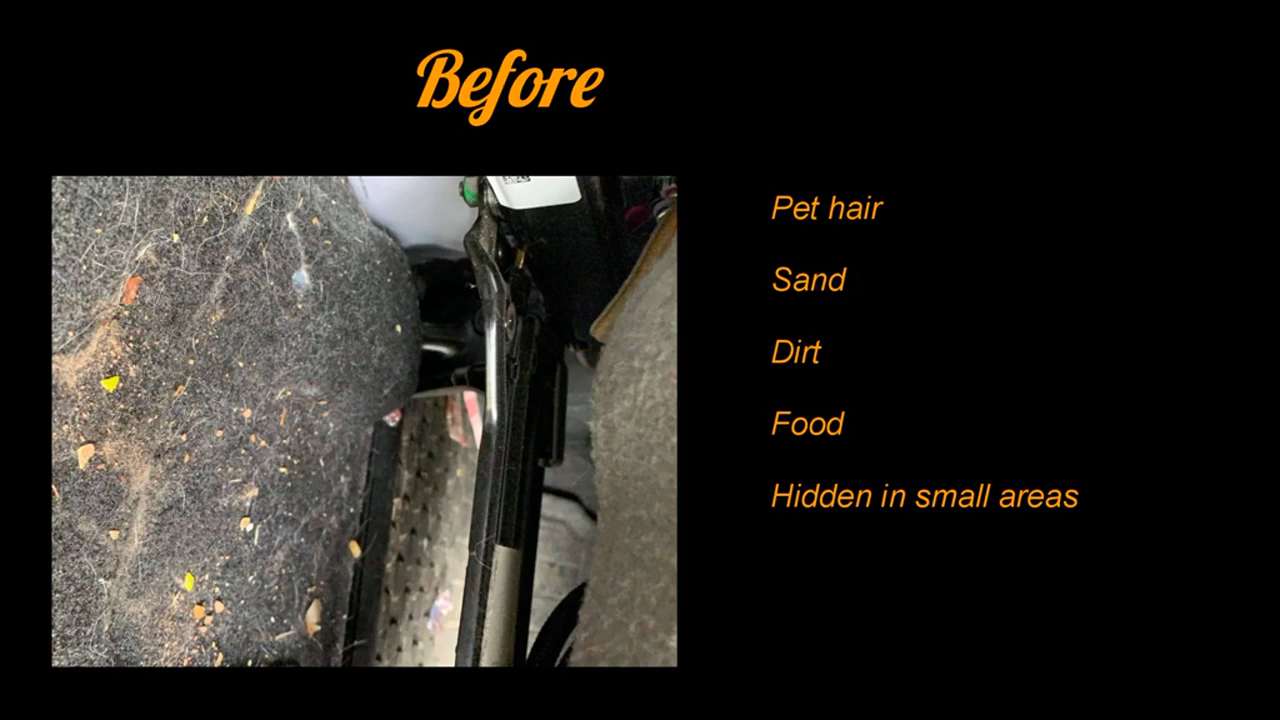 Before
Pet hair
Sand
Dirt
Food
Hidden in small areas